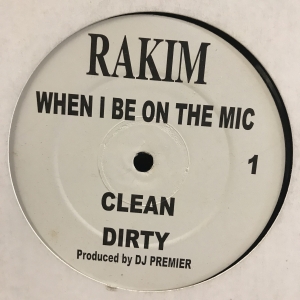 RAKIM
WHEN I BE ON THE MIC
1
CLEAN
DIRTY
Produced by DJ PREMIER